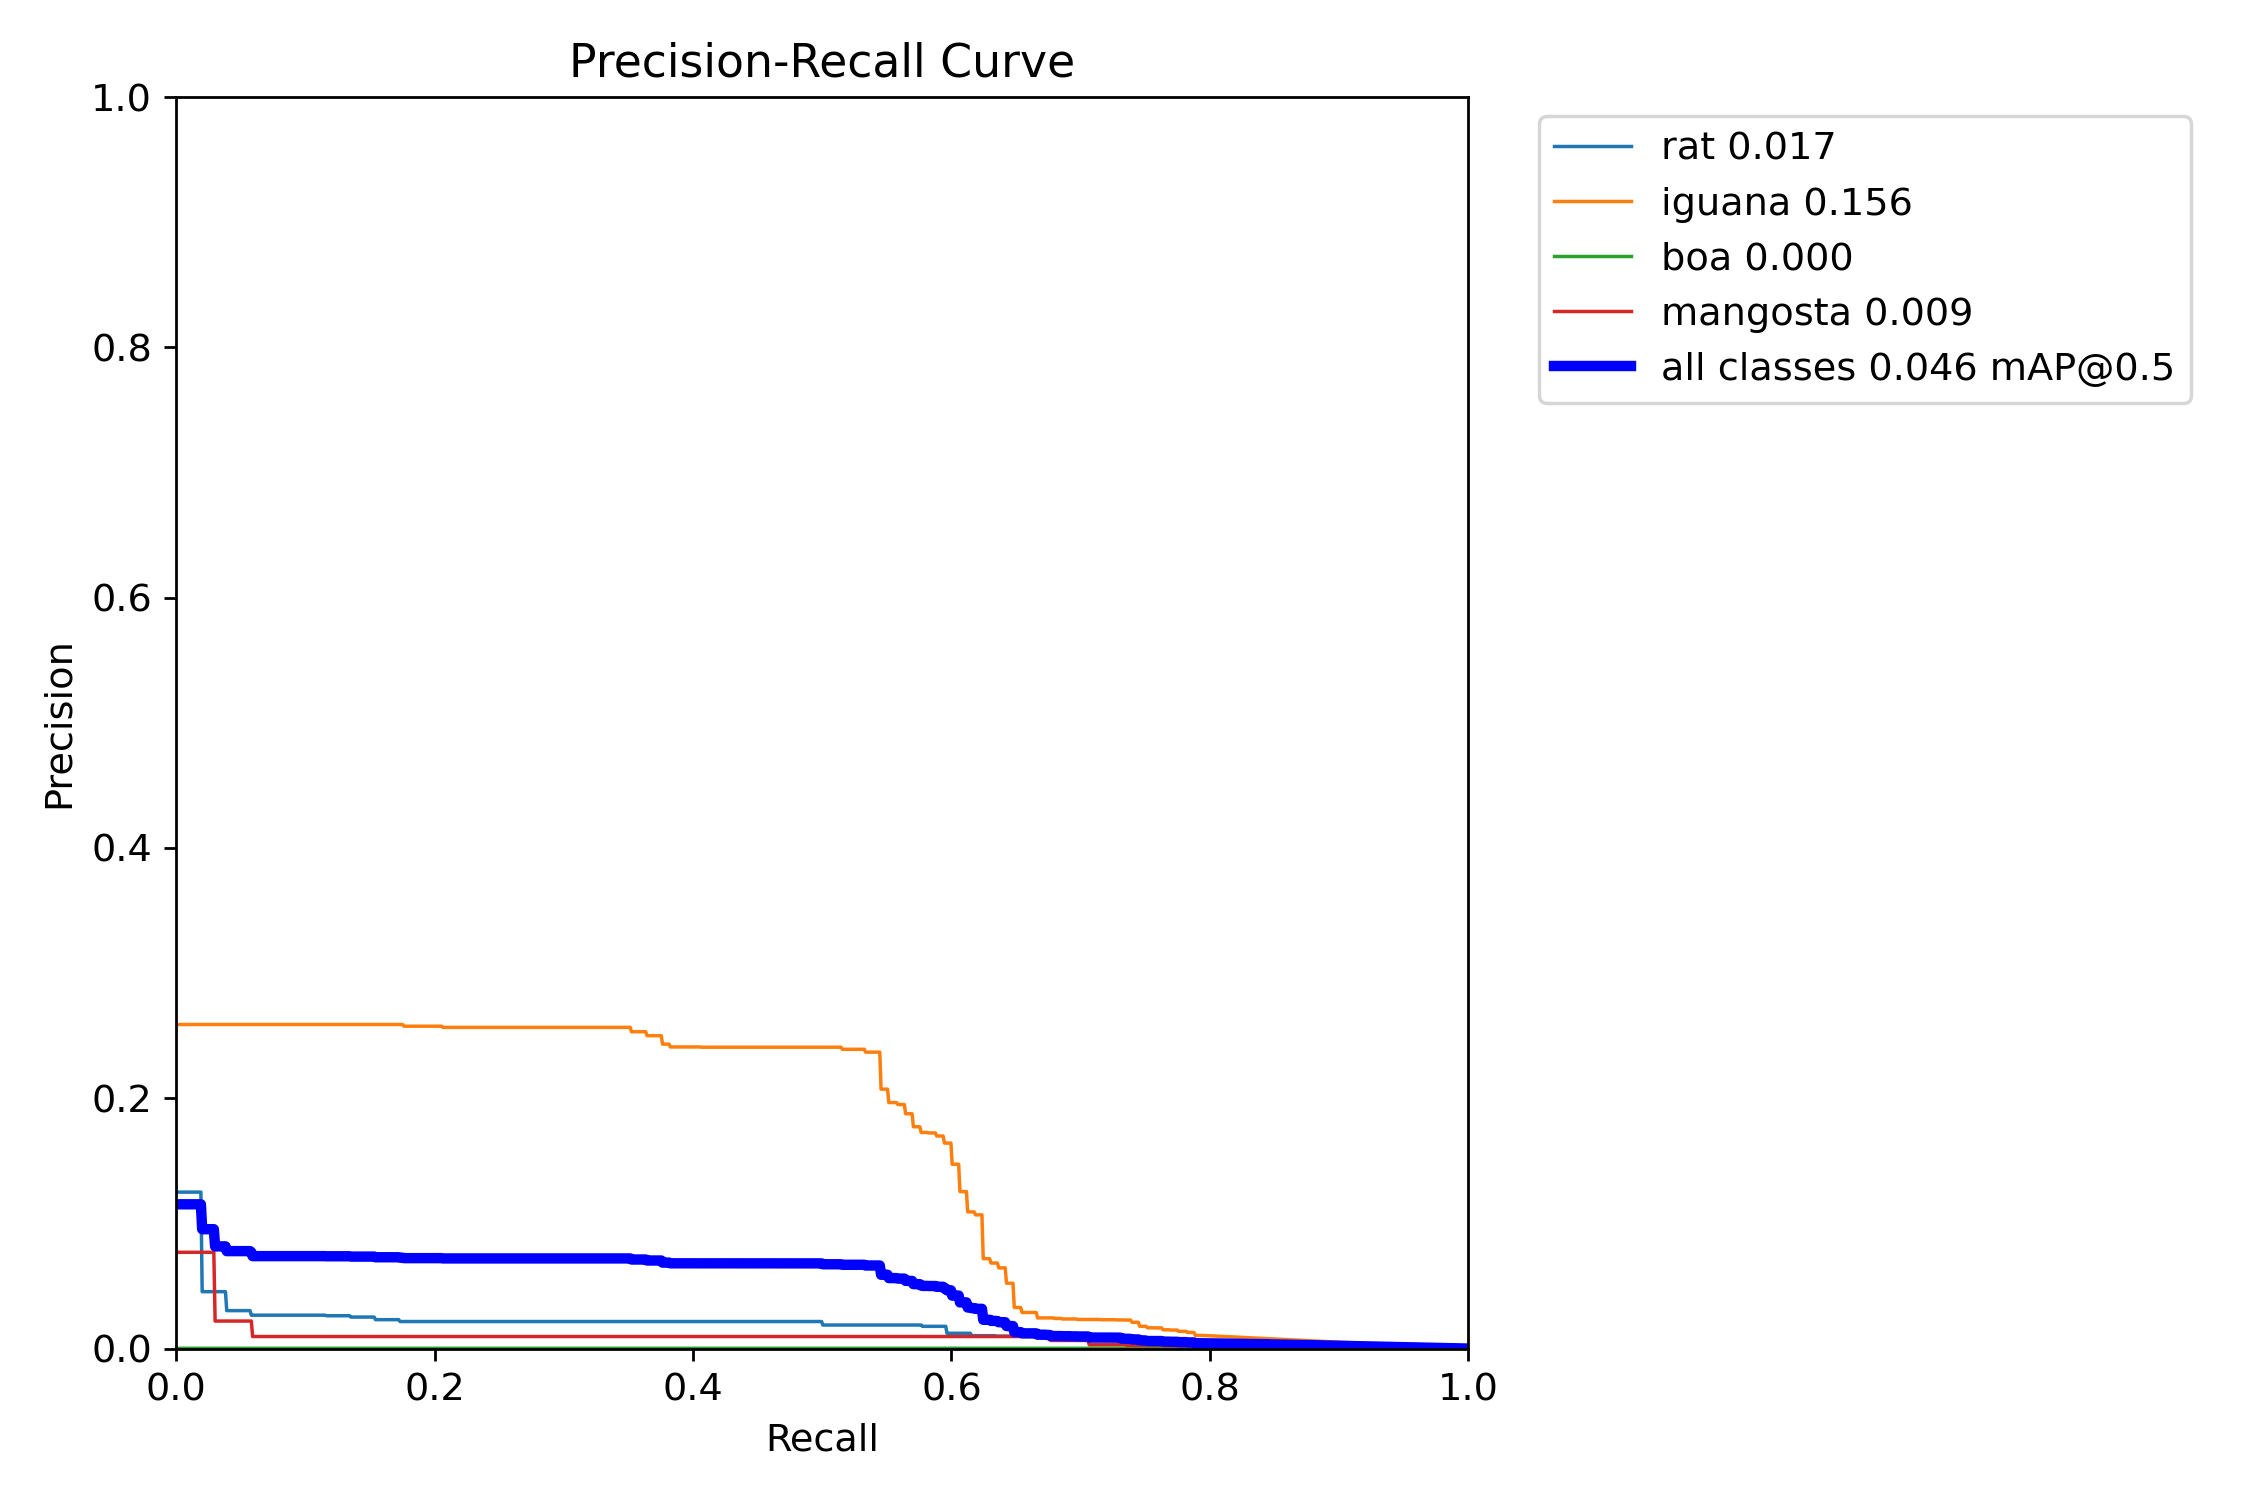 Precision-Recall Curve
1.0
0.8
0.6
0.4
0.2
0.0
Precision
0.0 0.2 0.4 0.6 0.8 1.0
Recall
rat 0.017
iguana 0.156
boa 0.000
mangosta 0.009
all classes 0.046 mAP@0.5